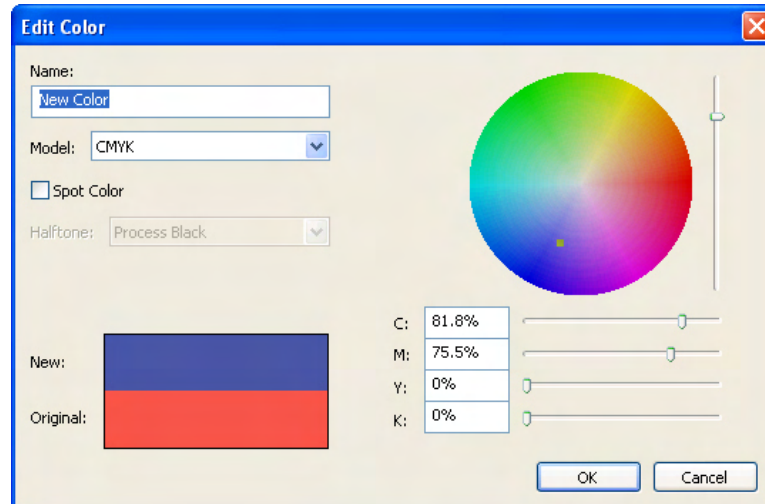 Edit Color
Name:
New Color
Model: CMYK
Spot Color
Halftone: Process Black
C: 81.8%
M: 75.5%
Y: 0%
K: 0%
New:
Original:
OK Cancel